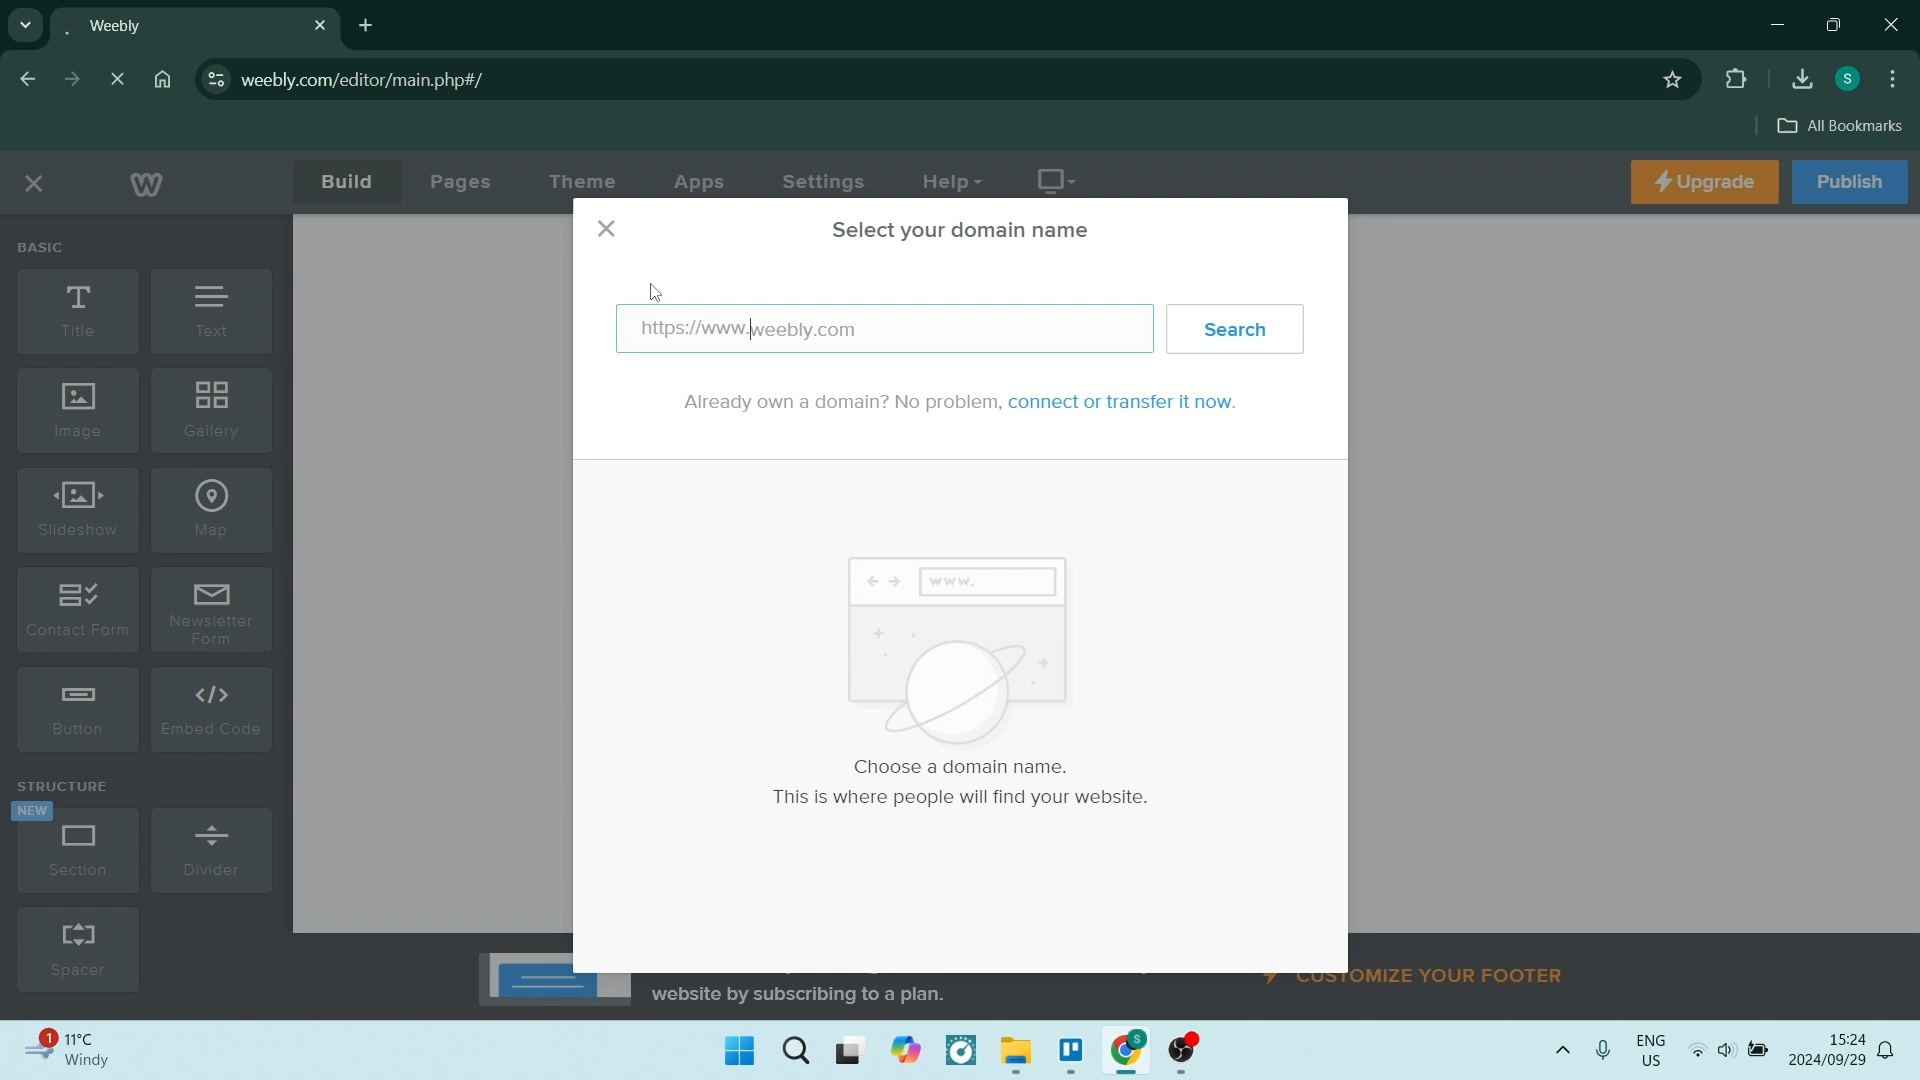 Weebly
weebly.com/editor/main.php#/
S
All Bookmarks
Build Pages Theme Apps Settings Help Upgrade Publish
Select your domain name
https://www.weebly.com
Search
Already own a domain? No problem, connect or transfer it now.
www.
Choose a domain name.
This is where people will find your website.
BASIC
Title Text
Image Gallery
Slideshow Map
Contact Form Newsletter
Form
Button Embed Code
STRUCTURE
NEW
Section Divider
Spacer
website by subscribing to a plan.
CUSTOMIZE YOUR FOOTER
1
11°C
Windy
S
ENG
US
15:24
2024/09/29